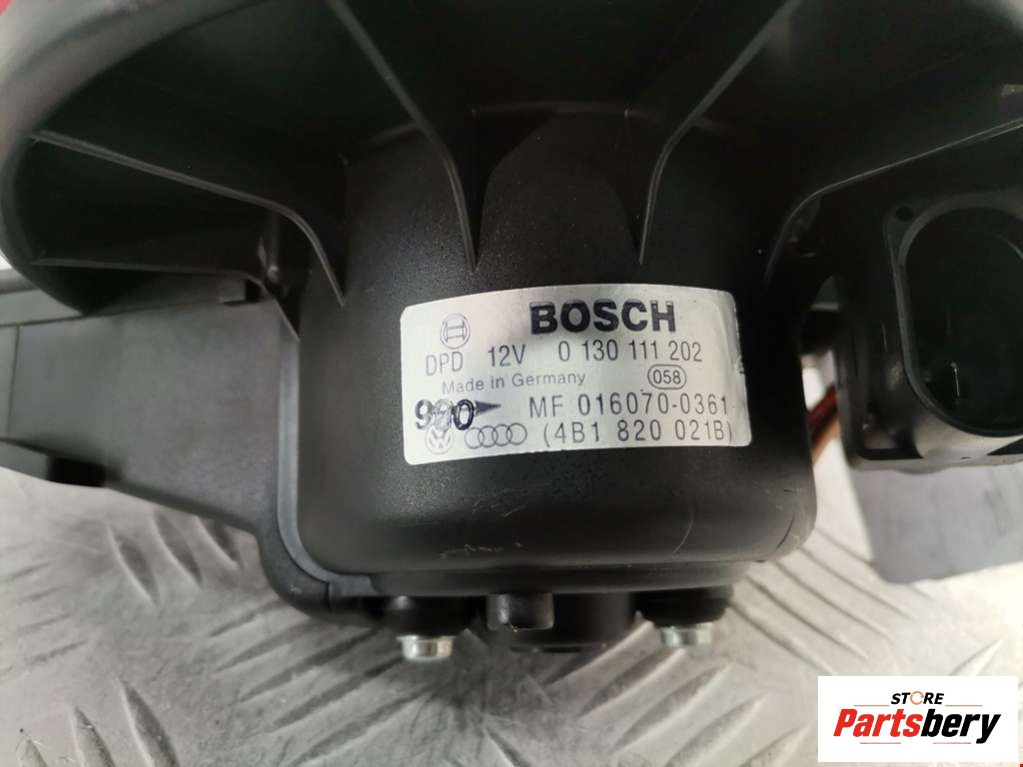 BOSCH
DPD 12V 0 130 111 202
Made in Germany 058
MF 016070-0361
(4B1 820 021B)
STORE
Partsbery